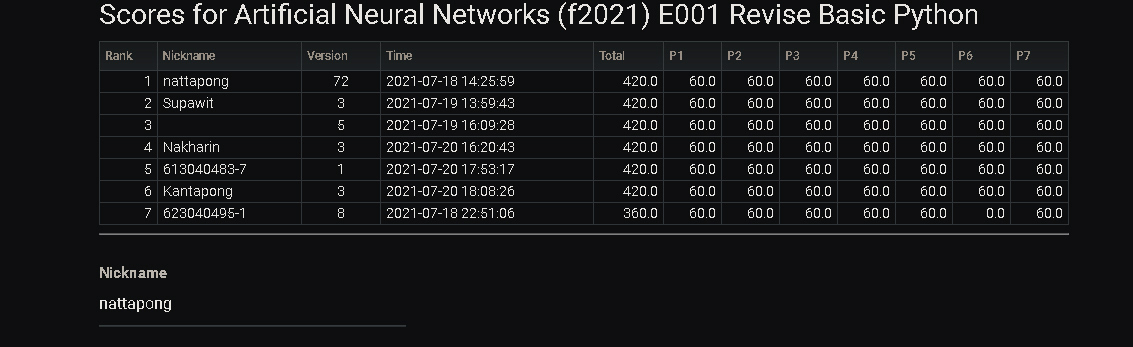 Scores for Artificial Neural Networks (f2021) E001 Revise Basic Python
Rank Nickname Version Time Total P1 P2 P3 P4 P5 P6 P7
1 nattapong 72 2021-07-18 14:25:59 420.0 60.0 60.0 60.0 60.0 60.0 60.0 60.0
2 Supawit 3 2021-07-19 13:59:43 420.0 60.0 60.0 60.0 60.0 60.0 60.0 60.0
3 5 2021-07-19 16:09:28 420.0 60.0 60.0 60.0 60.0 60.0 60.0 60.0
4 Nakharin 3 2021-07-20 16:20:43 420.0 60.0 60.0 60.0 60.0 60.0 60.0 60.0
5 613040483-7 1 2021-07-20 17:53:17 420.0 60.0 60.0 60.0 60.0 60.0 60.0 60.0
6 Kantapong 3 2021-07-20 18:08:26 420.0 60.0 60.0 60.0 60.0 60.0 60.0 60.0
7 623040495-1 8 2021-07-18 22:51:06 360.0 60.0 60.0 60.0 60.0 60.0 0.0 60.0
Nickname
nattapong